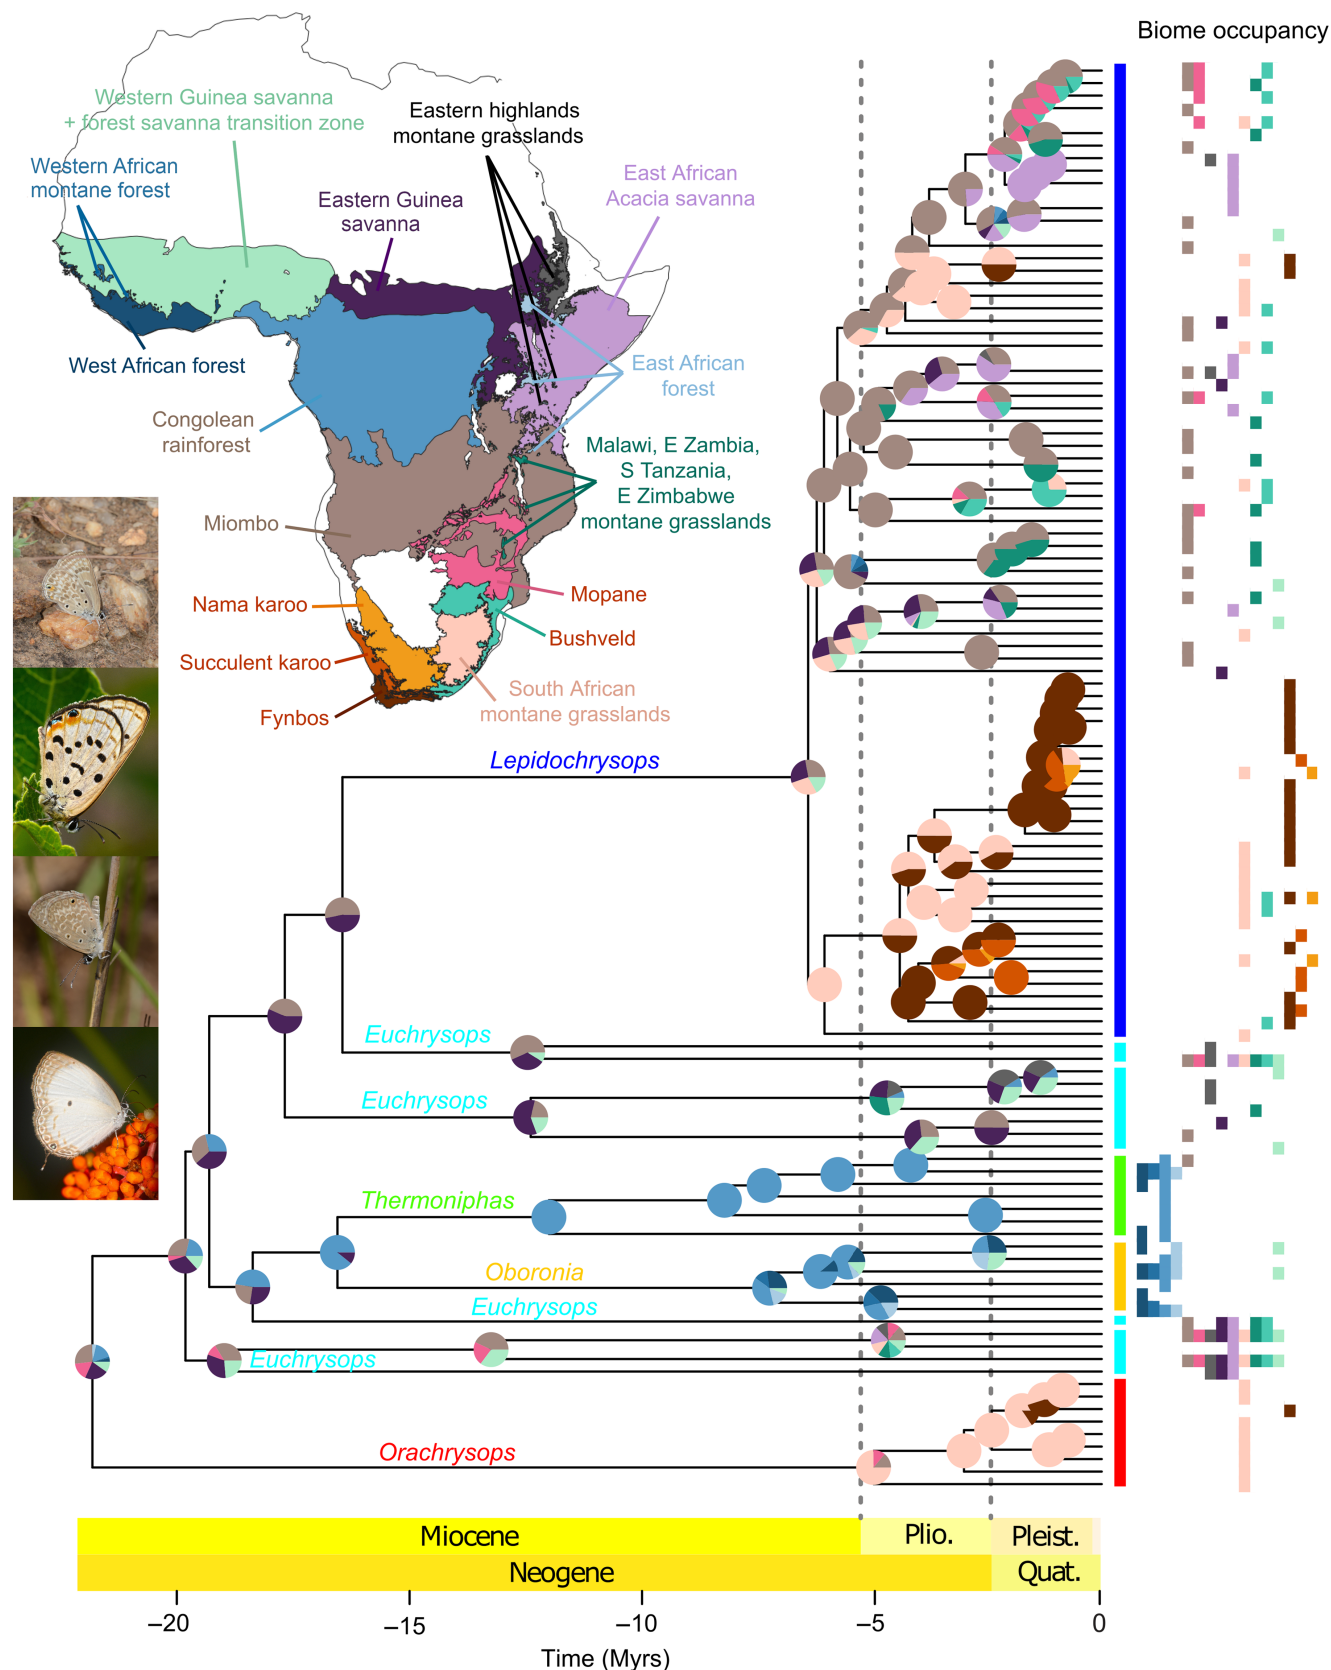 Biome occupancy
Western Guinea savanna
+ forest savanna transition zone
Eastern highlands
montane grasslands
Western African
montane forest
East African
Acacia savanna
Eastern Guinea
savanna
West African forest
East African
forest
Congolean
rainforest
Malawi, E Zambia,
S Tanzania,
E Zimbabwe
montane grasslands
Miombo
Nama karoo
Mopane
Bushveld
Succulent karoo
South African
montane grasslands
Fynbos
Lepidochrysops
Euchrysops
Euchrysops
Thermoniphas
Oboronia
Euchrysops
Euchrysops
Orachrysops
Miocene
Plio.
Pleist.
Neogene
Quat.
−20
−15
−10
−5
0
Time (Myrs)